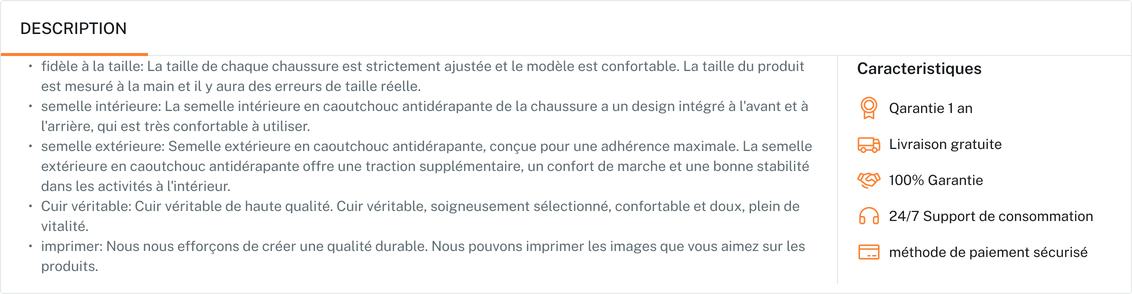 DESCRIPTION
• fidèle à la taille: La taille de chaque chaussure est strictement ajustée et le modèle est confortable. La taille du produit
est mesuré à la main et il y aura des erreurs de taille réelle.
• semelle intérieure: La semelle intérieure en caoutchouc antidérapante de la chaussure a un design intégré à l'avant et à
l'arrière, qui est très confortable à utiliser.
• semelle extérieure: Semelle extérieure en caoutchouc antidérapante, conçue pour une adhérence maximale. La semelle
extérieure en caoutchouc antidérapante offre une traction supplémentaire, un confort de marche et une bonne stabilité
dans les activités à l'intérieur.
• Cuir véritable: Cuir véritable de haute qualité. Cuir véritable, soigneusement sélectionné, confortable et doux, plein de
vitalité.
• imprimer: Nous nous efforçons de créer une qualité durable. Nous pouvons imprimer les images que vous aimez sur les
produits.
Caracteristiques
Qarantie 1 an
Livraison gratuite
100% Garantie
24/7 Support de consommation
méthode de paiement sécurisé